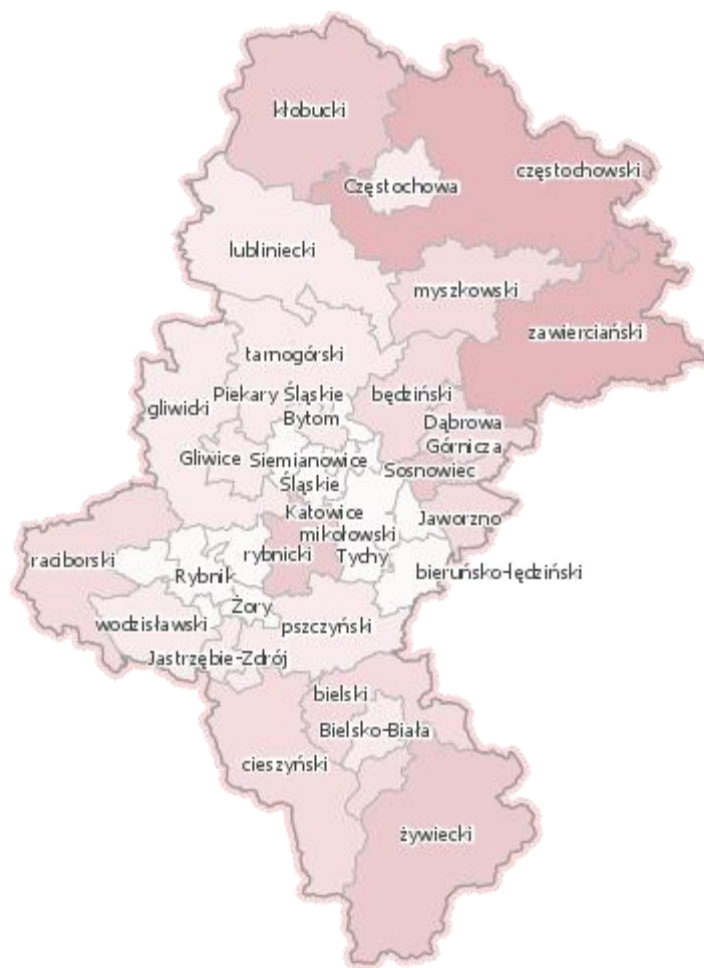 kłobucki
częstochowski
Częstochowa
lubliniecki
myszkowski
zawierciański
tarnogórski
Piekary Śląskie
będziński
gliwicki
Bytom
Dąbrowa
Górnicza
Gliwice
Siemianowice
Śląskie
Sosnowiec
Katowice
Jaworzno
mikołowski
raciborski
rybnicki
Tychy
Rybnik
bieruńsko-lędziński
Żory
wodzisławski
pszczyński
Jastrzębie-Zdrój
bielski
Bielsko-Biała
cieszyński
żywiecki